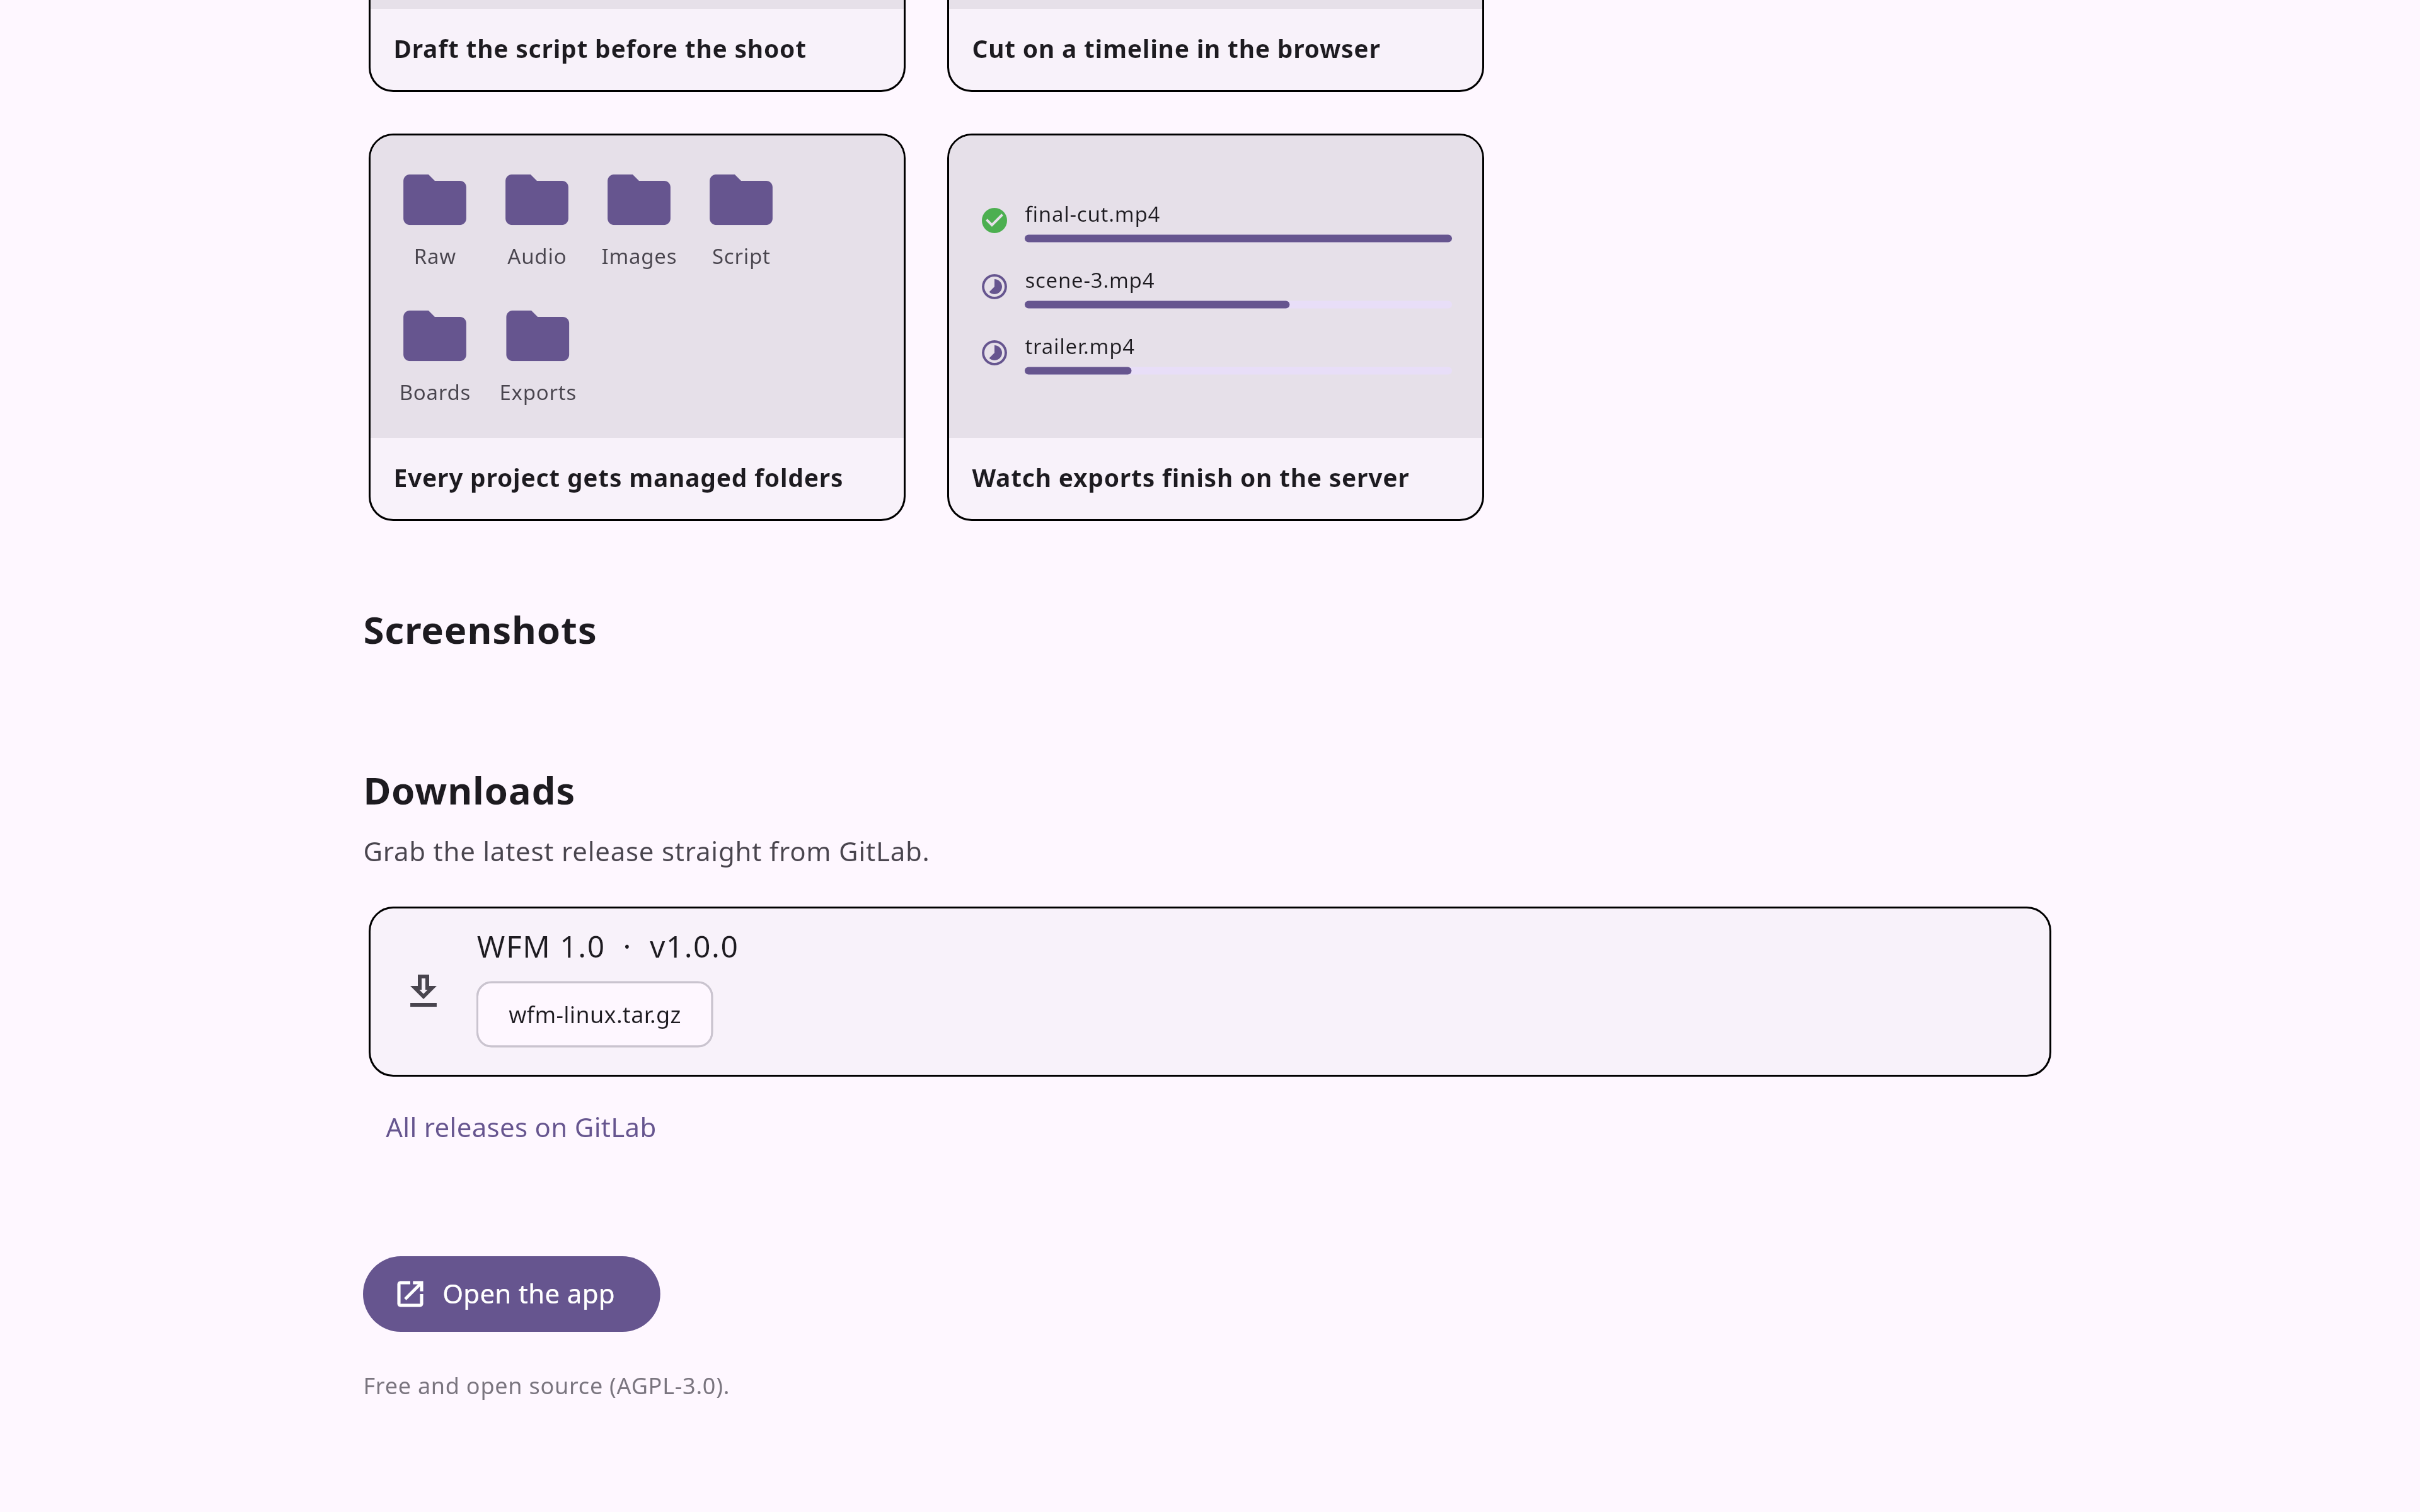 Draft the script before the shoot
Cut on a timeline in the browser
Raw
Audio
Images
Script
Boards
Exports
Every project gets managed folders
final-cut.mp4
scene-3.mp4
trailer.mp4
Watch exports finish on the server
Screenshots
Downloads
Grab the latest release straight from GitLab.
WFM 1.0 · v1.0.0
wfm-linux.tar.gz
All releases on GitLab
Open the app
Free and open source (AGPL-3.0).